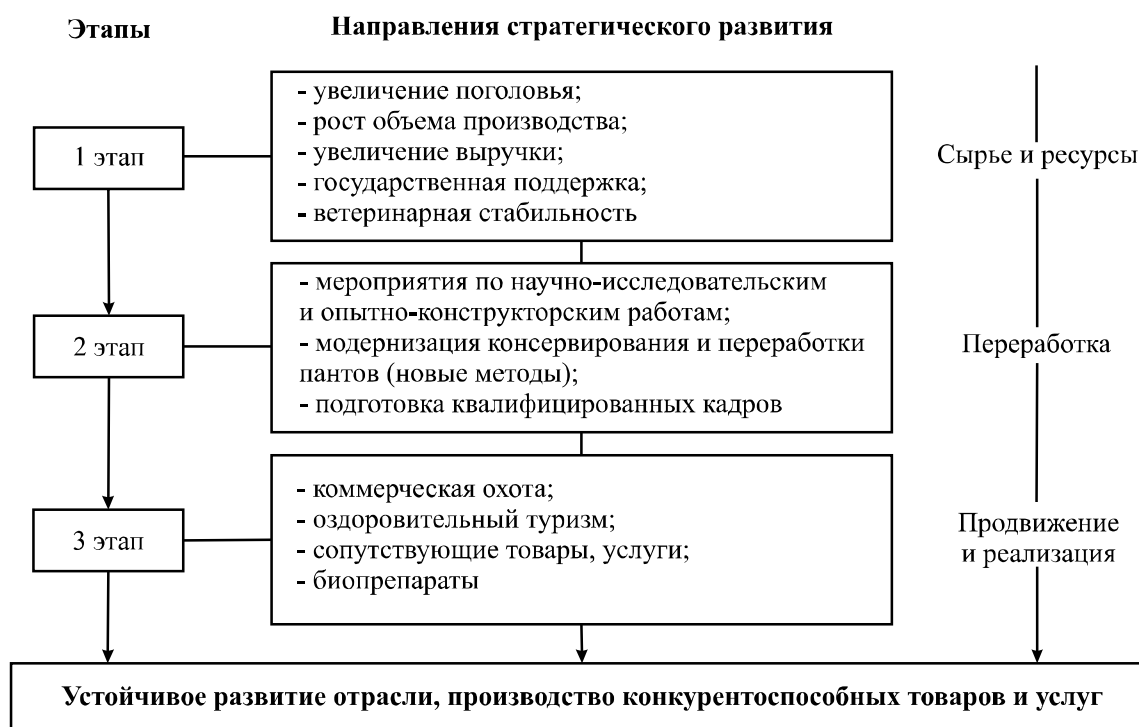 Этапы
Направления стратегического развития
- увеличение поголовья;
- рост объема производства;
- увеличение выручки;
- государственная поддержка;
- ветеринарная стабильность
1 этап
Сырье и ресурсы
- мероприятия по научно-исследовательским
и опытно-конструкторским работам;
- модернизация консервирования и переработки
пантов (новые методы);
- подготовка квалифицированных кадров
2 этап
Переработка
- коммерческая охота;
- оздоровительный туризм;
- сопутствующие товары, услуги;
- биопрепараты
3 этап
Продвижение
и реализация
Устойчивое развитие отрасли, производство конкурентоспособных товаров и услуг